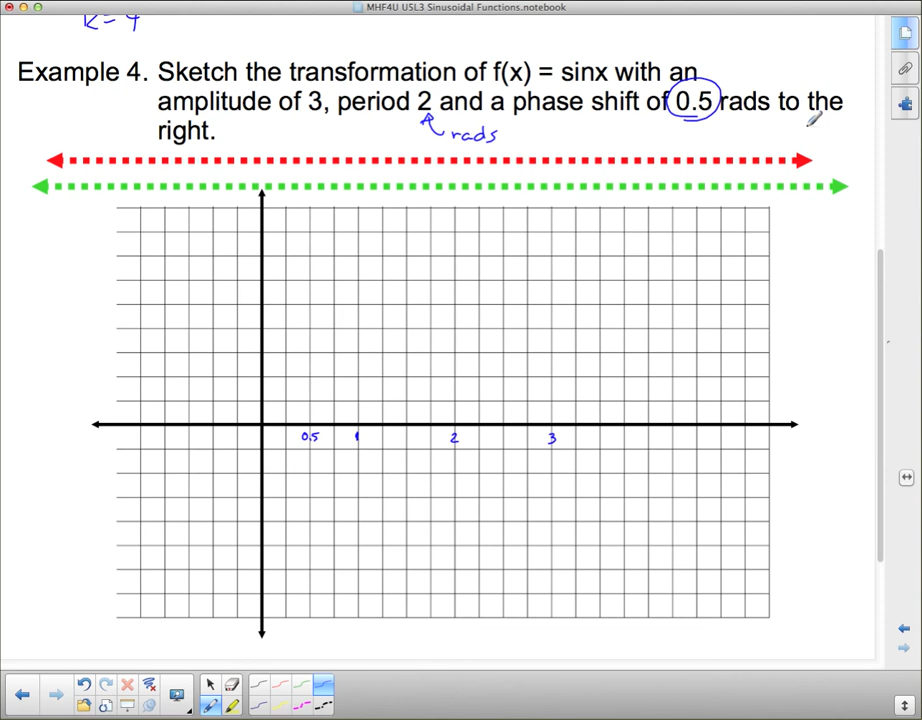 MHF4U U5L3 Sinusoidal Functions.notebook
k = 4
Example 4. Sketch the transformation of f(x) = sinx with an
amplitude of 3, period 2 and a phase shift of 0.5 rads to the
right.
rads
0.5 1 2 3